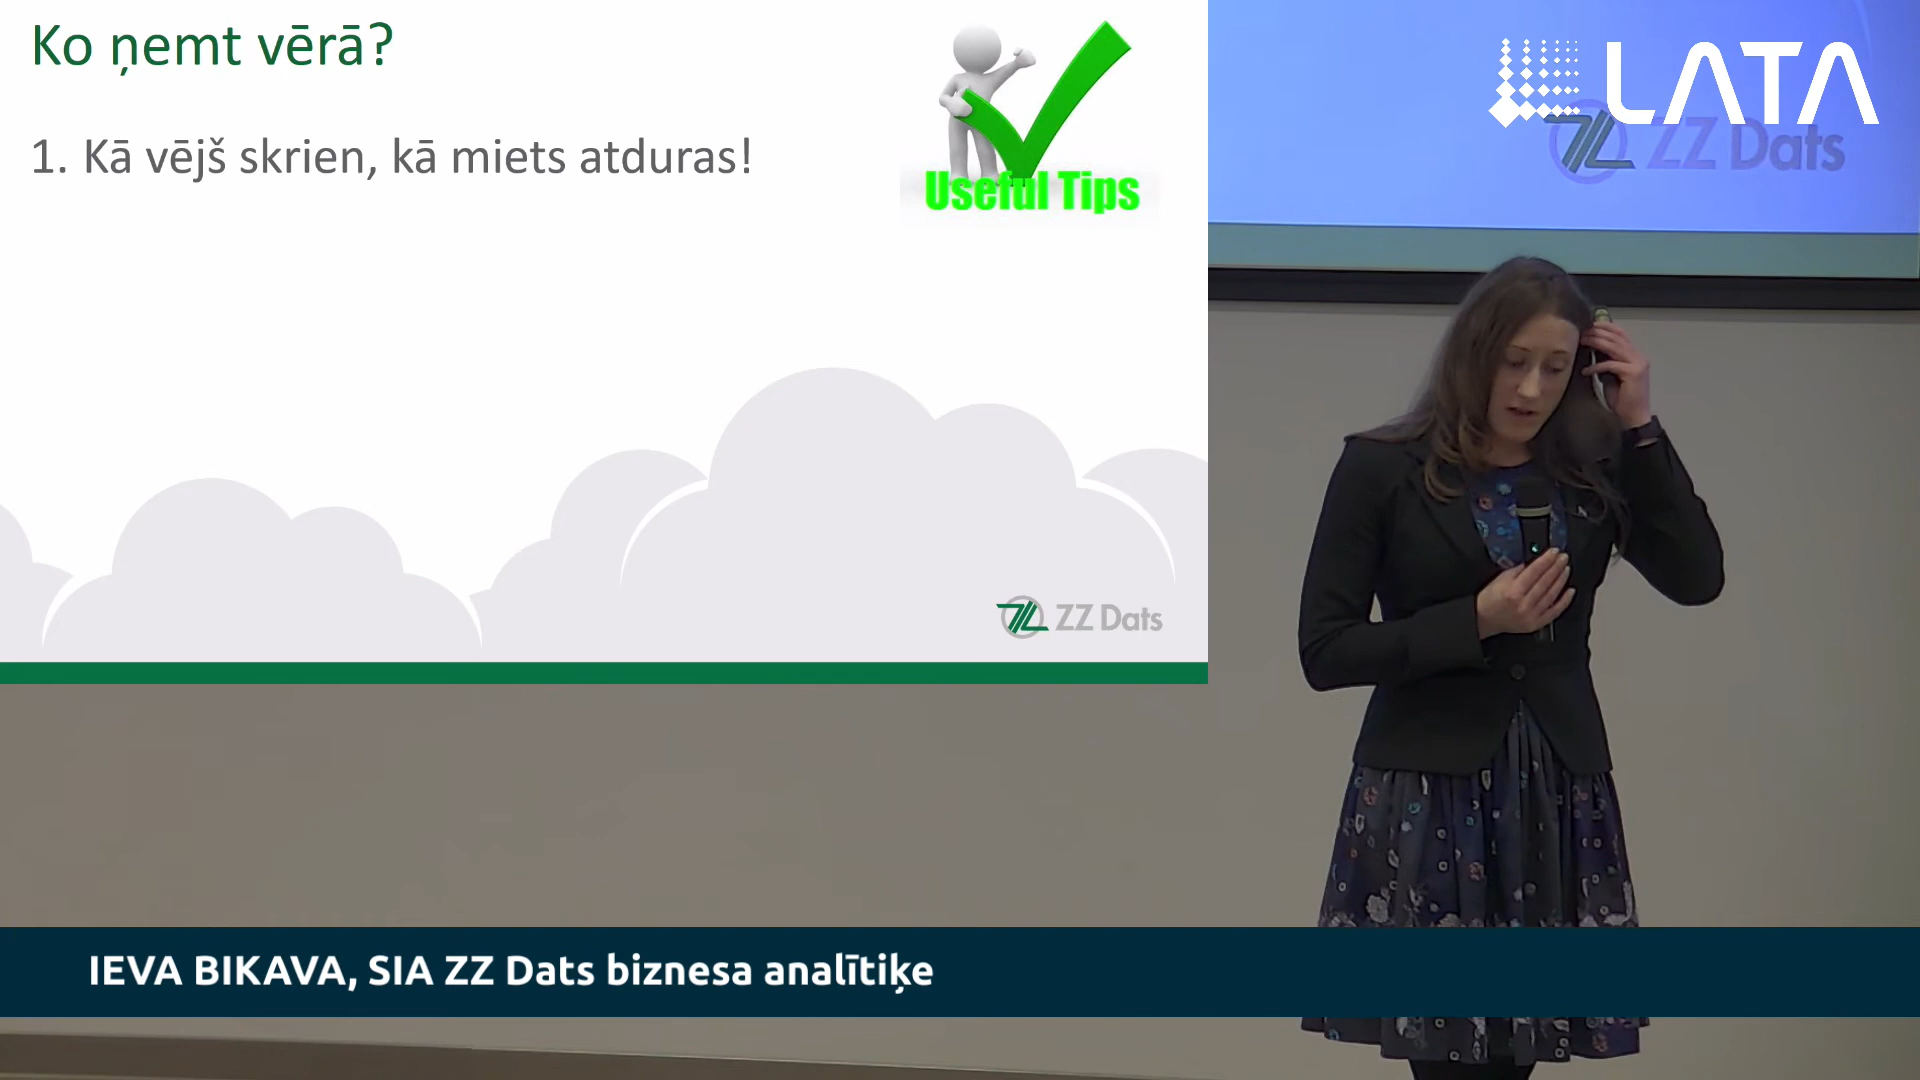 Ko ņemt vērā?
1. Kā vējš skrien, kā miets atduras!
Useful Tips
ZZ Dats
LATA
ZZ Dats
IEVA BIKAVA, SIA ZZ Dats biznesa analītiķe